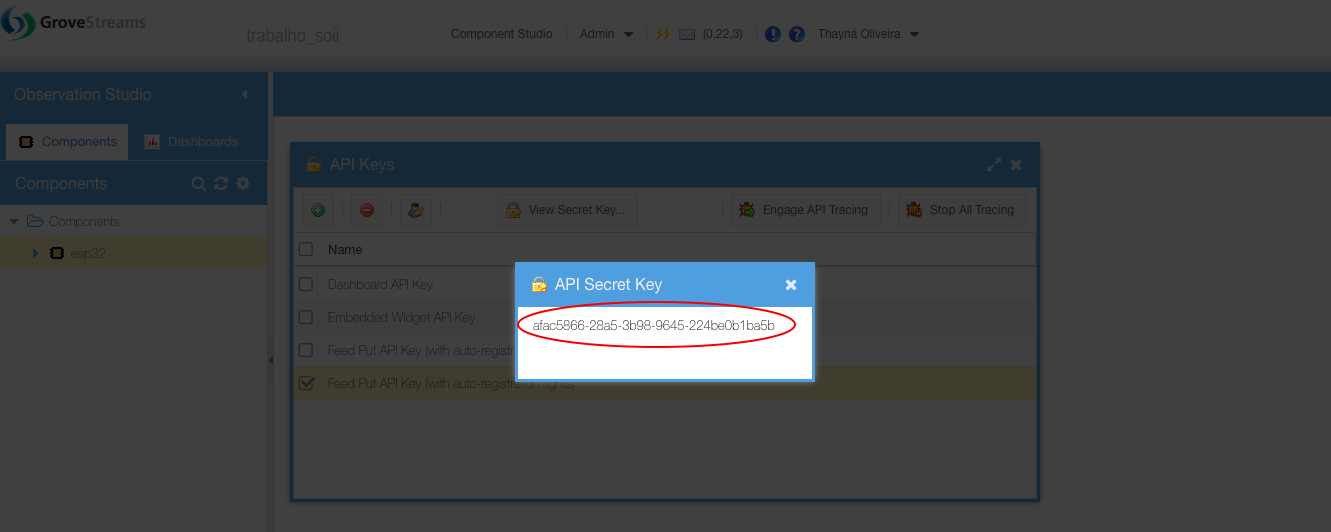 GroveStreams
trabalho_soii
Component Studio
Admin
(0,22,3)
Thayná Oliveira
Observation Studio
Components
Dashboards
Components
Components
esp32
API Keys
View Secret Key...
Engage API Tracing
Stop All Tracing
Name
Dashboard API Key
Embedded Widget API Key
Feed Put API Key (with auto-regist
Feed Put API Key (with auto-registration rights)
API Secret Key
afac5866-28a5-3b98-9645-224be0b1ba5b